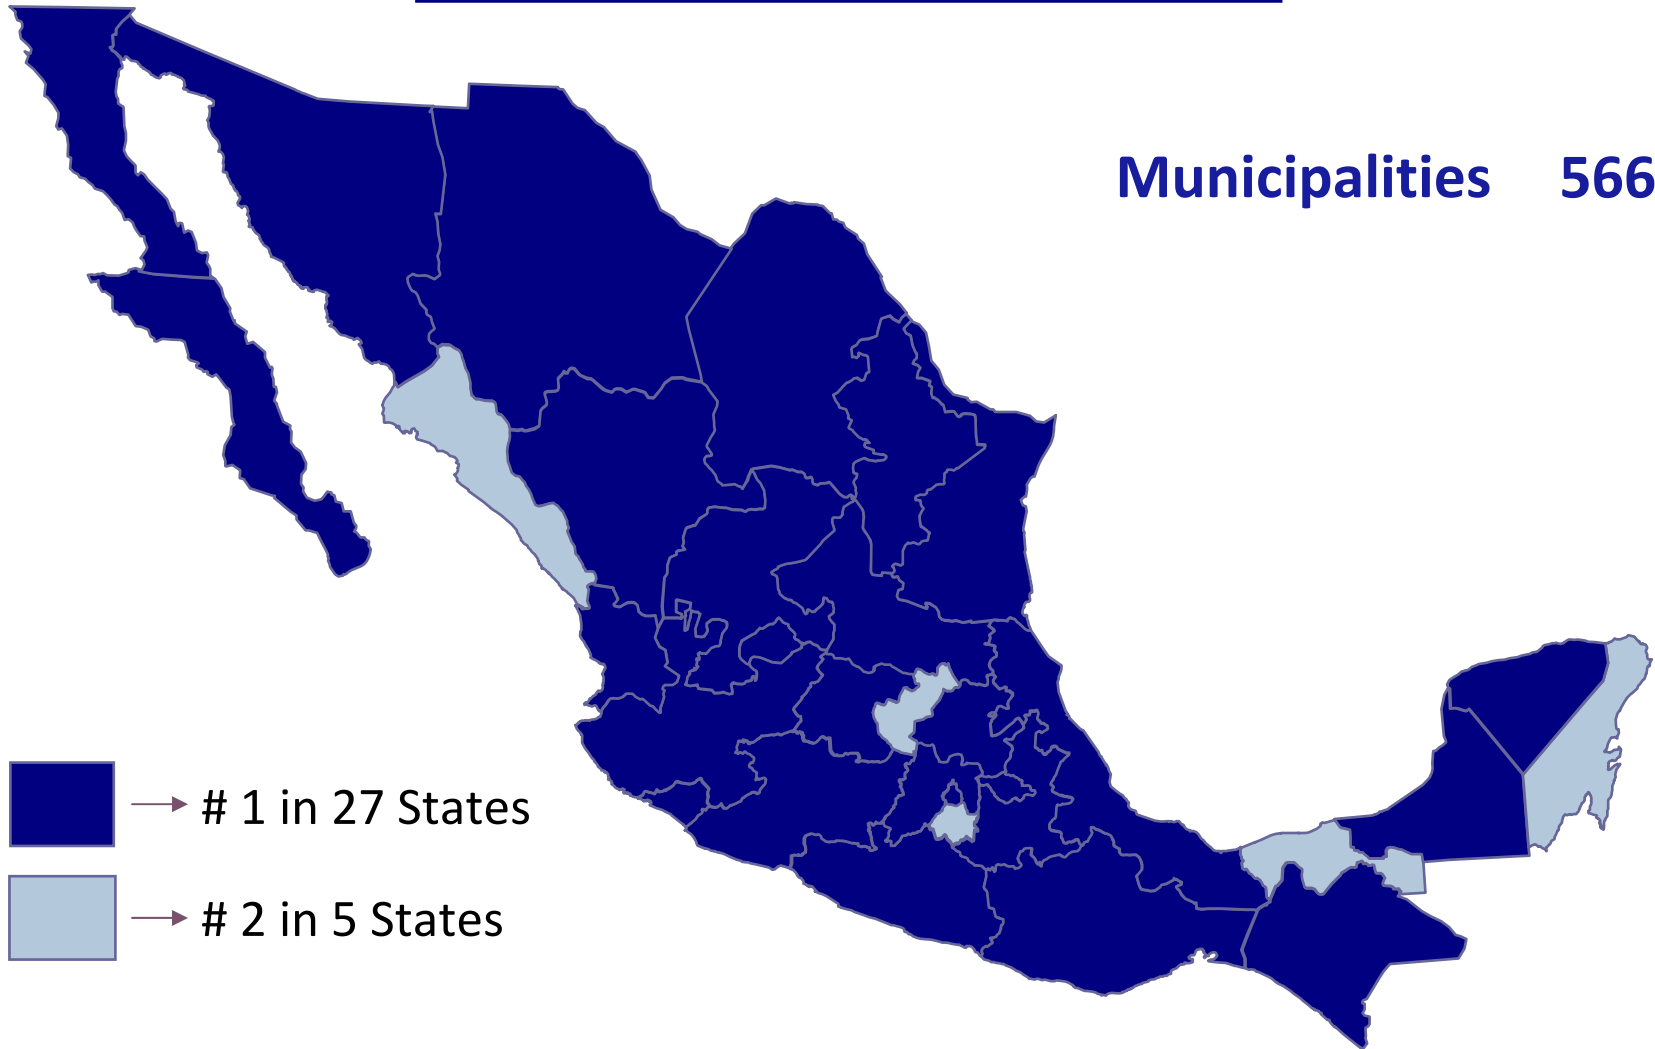 Municipalities 566
# 1 in 27 States
# 2 in 5 States